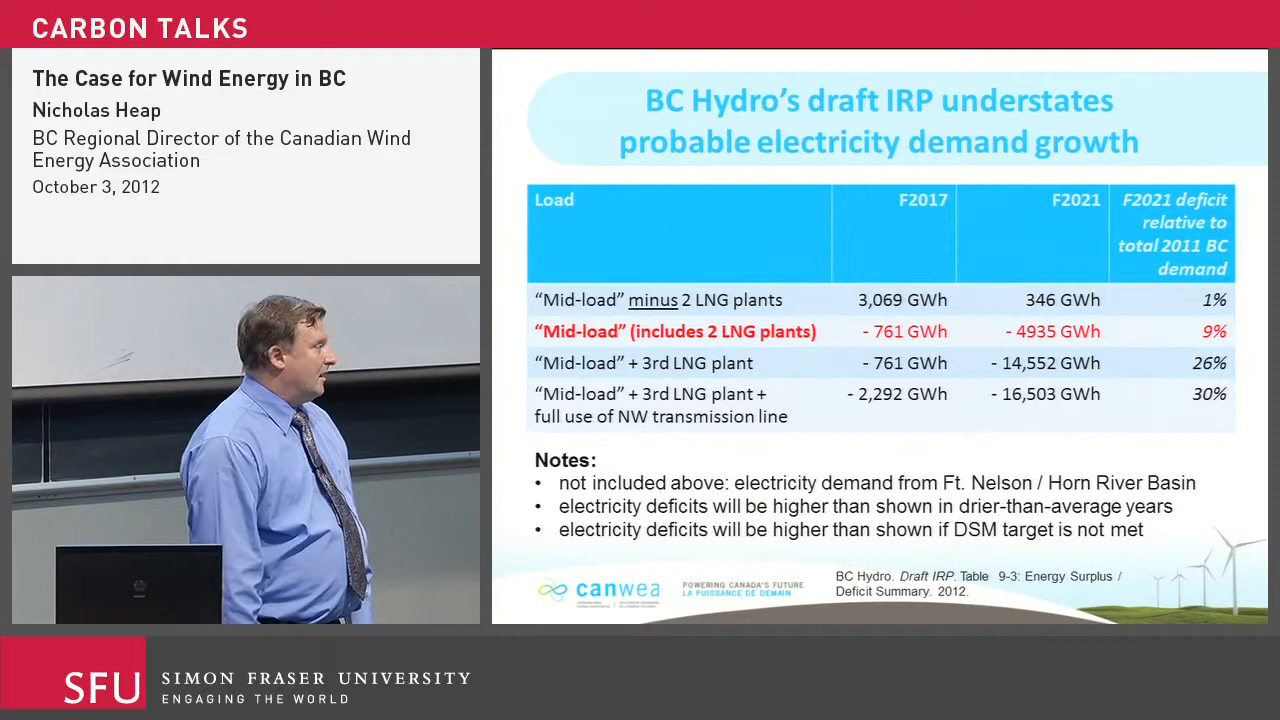 CARBON TALKS
The Case for Wind Energy in BC
Nicholas Heap
BC Regional Director of the Canadian Wind
Energy Association
October 3, 2012
BC Hydro's draft IRP understates
probable electricity demand growth
Load F2017 F2021 F2021 deficit
relative to
total 2011 BC
demand
“Mid-load” minus 2 LNG plants 3,069 GWh 346 GWh 1%
“Mid-load” (includes 2 LNG plants) - 761 GWh - 4935 GWh 9%
“Mid-load” + 3rd LNG plant - 761 GWh - 14,552 GWh 26%
“Mid-load” + 3rd LNG plant + - 2,292 GWh - 16,503 GWh 30%
full use of NW transmission line
Notes:
• not included above: electricity demand from Ft. Nelson / Horn River Basin
• electricity deficits will be higher than shown in drier-than-average years
• electricity deficits will be higher than shown if DSM target is not met
canwea
POWERING CANADA'S FUTURE
LA PUISSANCE DE DEMAIN
BC Hydro. Draft IRP. Table 9-3: Energy Surplus /
Deficit Summary. 2012.
SFU
SIMON FRASER UNIVERSITY
ENGAGING THE WORLD